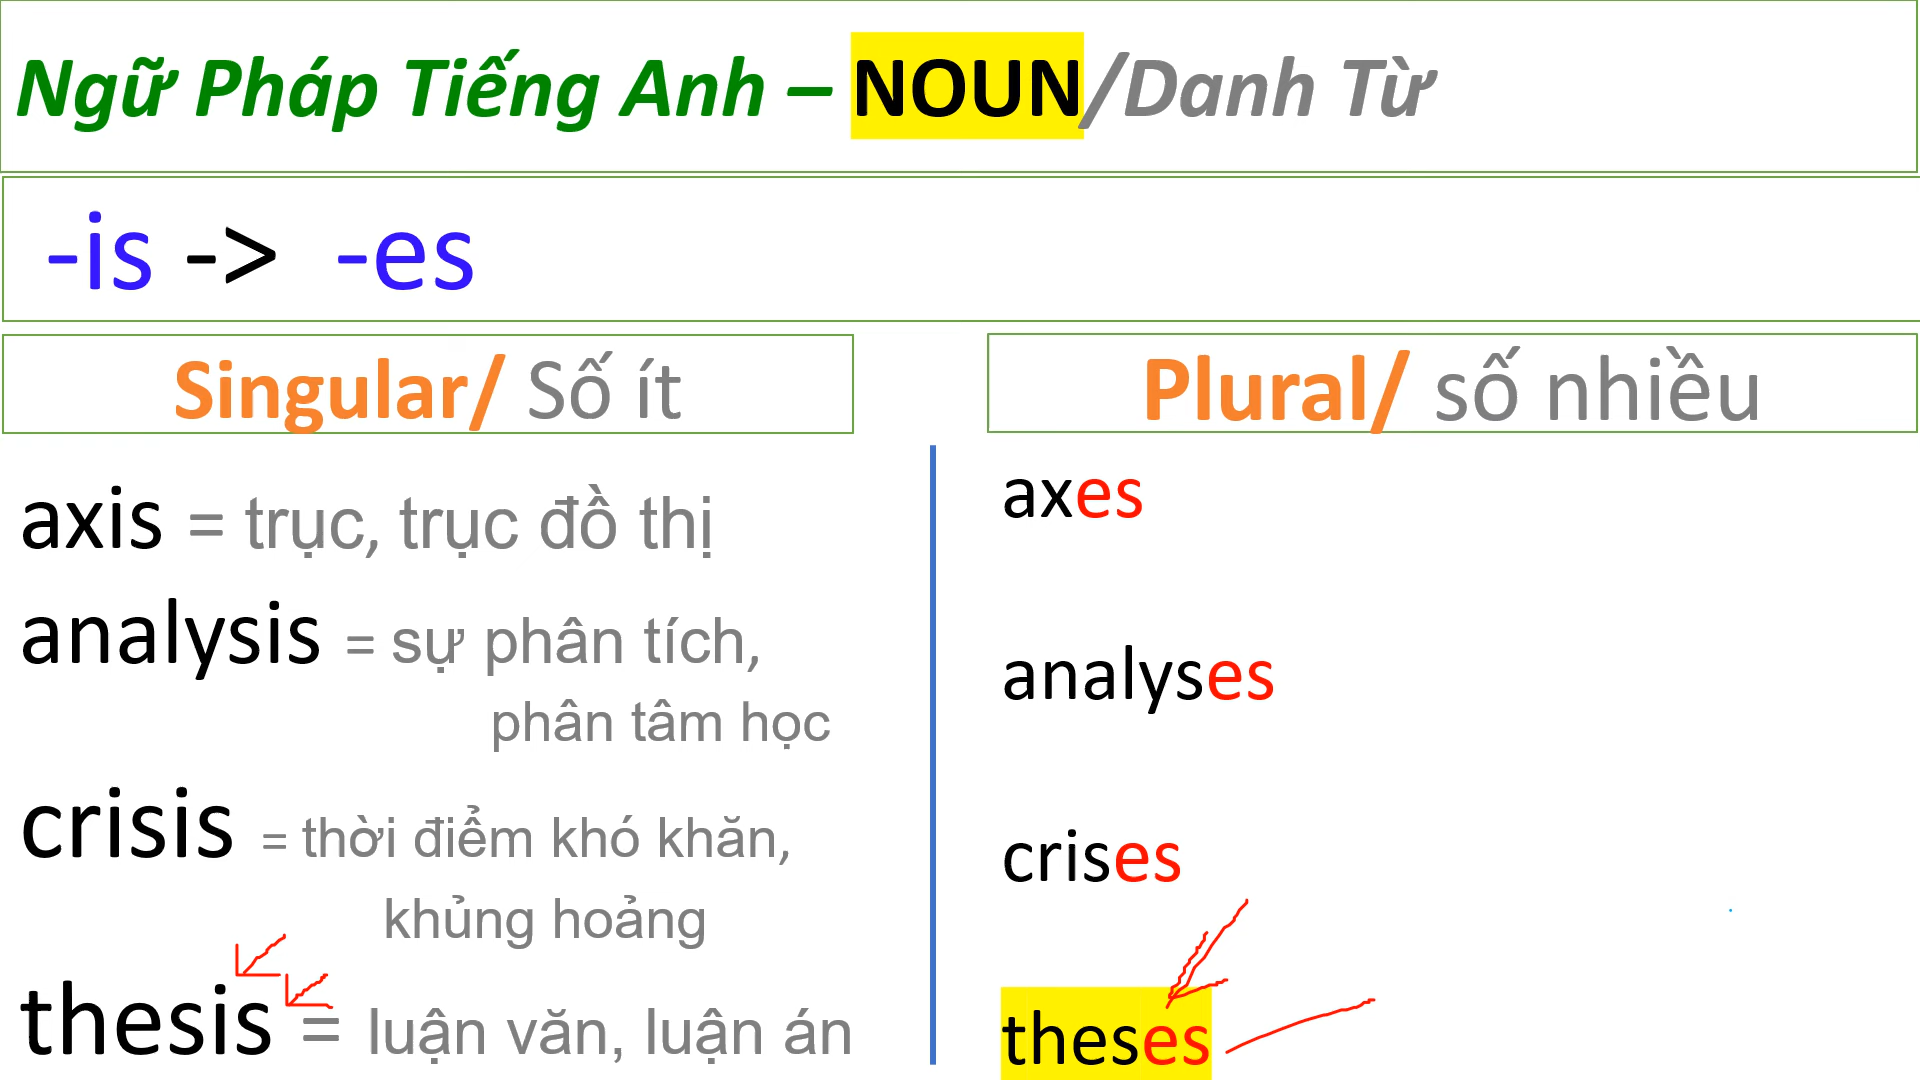 Ngữ Pháp Tiếng Anh – NOUN/Danh Từ
-is -> -es
Singular/ Số ít
Plural/ số nhiều
axis = trục, trục đồ thị
axes
analysis = sự phân tích,
phân tâm học
analyses
crisis = thời điểm khó khăn,
khủng hoảng
crises
thesis = luận văn, luận án
theses